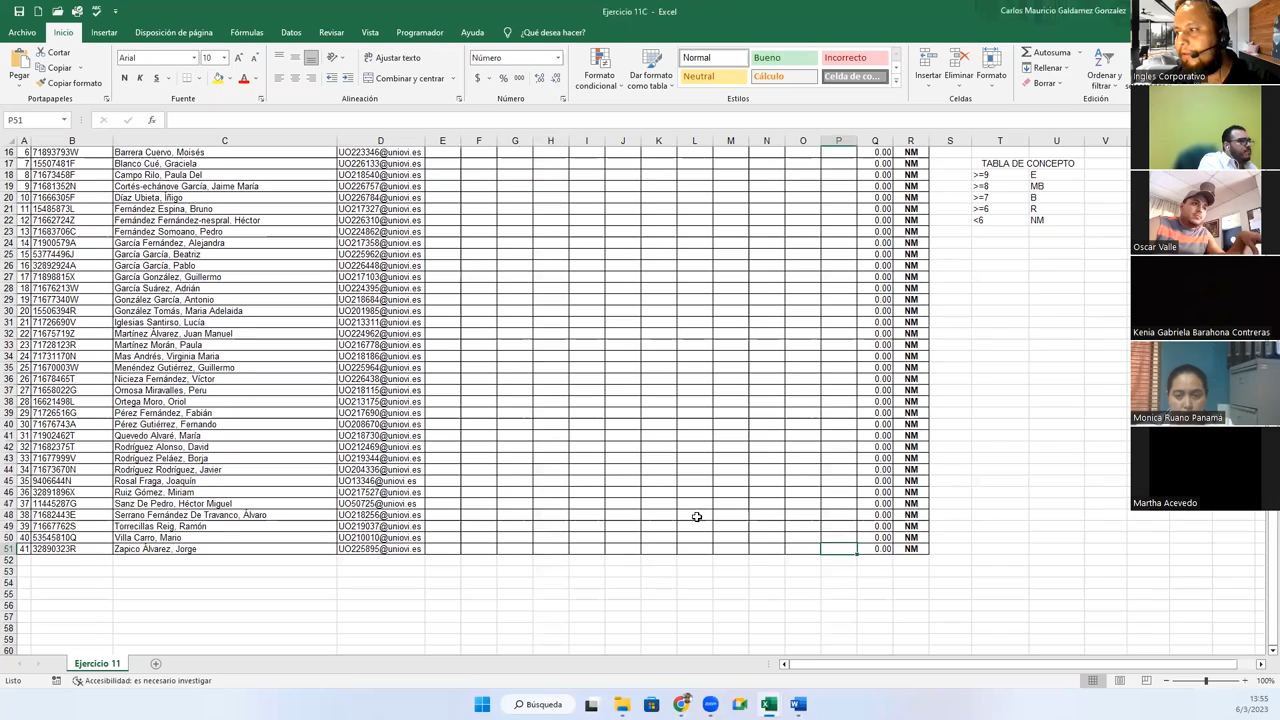 Ejercicio 11C - Excel
Carlos Mauricio Galdamez Gonzalez
Archivo Inicio Insertar Disposición de página Fórmulas Datos Revisar Vista Programador Ayuda ¿Qué desea hacer?
Cortar
Copiar
Copiar formato
Pegar
Portapapeles
Arial 10
N K S
Fuente
Ajustar texto
Combinar y centrar
Alineación
Número
$ % 000
Número
Formato condicional
Dar formato como tabla
Normal Bueno Incorrecto
Neutral Cálculo Celda de co...
Estilos
Insertar Eliminar Formato
Celdas
Autosuma
Rellenar
Borrar
Ordenar y filtrar
Edición
P51
fx
A B C D E F G H I J K L M N O P Q R S T U V
16 6 71893793W Barrera Cuervo, Moisés UO223346@uniovi.es 0.00 NM
17 7 15507481F Blanco Cué, Graciela UO226133@uniovi.es 0.00 NM TABLA DE CONCEPTO
18 8 71673458F Campo Rilo, Paula Del UO218540@uniovi.es 0.00 NM >=9 E
19 9 71681352N Cortés-echánove García, Jaime María UO226757@uniovi.es 0.00 NM >=8 MB
20 10 71666305F Díaz Ubieta, Íñigo UO218784@uniovi.es 0.00 NM >=7 B
21 11 15485873L Fernández Espina, Bruno UO217327@uniovi.es 0.00 NM >=6 R
22 12 71662724Z Fernández Fernández-nespral, Héctor UO226310@uniovi.es 0.00 NM <6 NM
23 13 71683706C Fernández Somoano, Pedro UO224862@uniovi.es 0.00 NM
24 14 71900579A García Fernández, Alejandra UO217358@uniovi.es 0.00 NM
25 15 53774496J García García, Beatriz UO225962@uniovi.es 0.00 NM
26 16 32892924A García García, Pablo UO226448@uniovi.es 0.00 NM
27 17 71898815X García González, Guillermo UO217103@uniovi.es 0.00 NM
28 18 71676213W García Suárez, Adrián UO224395@uniovi.es 0.00 NM
29 19 71677340W González García, Antonio UO218684@uniovi.es 0.00 NM
30 20 15506394R González Tomás, Maria Adelaida UO201985@uniovi.es 0.00 NM
31 21 71726690V Iglesias Santirso, Lucía UO213311@uniovi.es 0.00 NM
32 22 71675719Z Martínez Álvarez, Juan Manuel UO224962@uniovi.es 0.00 NM
33 23 71728123R Martínez Morán, Paula UO216778@uniovi.es 0.00 NM
34 24 71731170N Mas Andrés, Virginia Maria UO218186@uniovi.es 0.00 NM
35 25 71670003W Menéndez Gutiérrez, Guillermo UO225964@uniovi.es 0.00 NM
36 26 71678465T Nicieza Fernández, Víctor UO226438@uniovi.es 0.00 NM
37 27 71658022G Ornosa Miravalles, Peru UO218115@uniovi.es 0.00 NM
38 28 16621498L Ortega Moro, Oriol UO213175@uniovi.es 0.00 NM
39 29 71726516G Pérez Fernández, Fabián UO217690@uniovi.es 0.00 NM
40 30 71676743A Pérez Gutiérrez, Fernando UO208670@uniovi.es 0.00 NM
41 31 71902462T Quevedo Alvaré, María UO218730@uniovi.es 0.00 NM
42 32 71682375T Rodríguez Alonso, David UO212469@uniovi.es 0.00 NM
43 33 71677999V Rodríguez Peláez, Borja UO219344@uniovi.es 0.00 NM
44 34 71673670N Rodríguez Rodríguez, Javier UO204336@uniovi.es 0.00 NM
45 35 9406644N Rosal Fraga, Joaquín UO13346@uniovi.es 0.00 NM
46 36 32891896X Ruiz Gómez, Miriam UO217527@uniovi.es 0.00 NM
47 37 11445287G Sanz De Pedro, Héctor Miguel UO50725@uniovi.es 0.00 NM
48 38 71682443E Serrano Fernández De Travanco, Álvaro UO218256@uniovi.es 0.00 NM
49 39 71667762S Torrecillas Reig, Ramón UO219037@uniovi.es 0.00 NM
50 40 53545810Q Villa Carro, Mario UO210010@uniovi.es 0.00 NM
51 41 32890323R Zapico Álvarez, Jorge UO225895@uniovi.es 0.00 NM
52
53
54
55
56
57
58
59
60
Ejercicio 11
Listo Accesibilidad: es necesario investigar 100%
Búsqueda
13:55
6/3/2023
Ingles Corporativo
Oscar Valle
Kenia Gabriela Barahona Contreras
Monica Ruano Panamá
Martha Acevedo